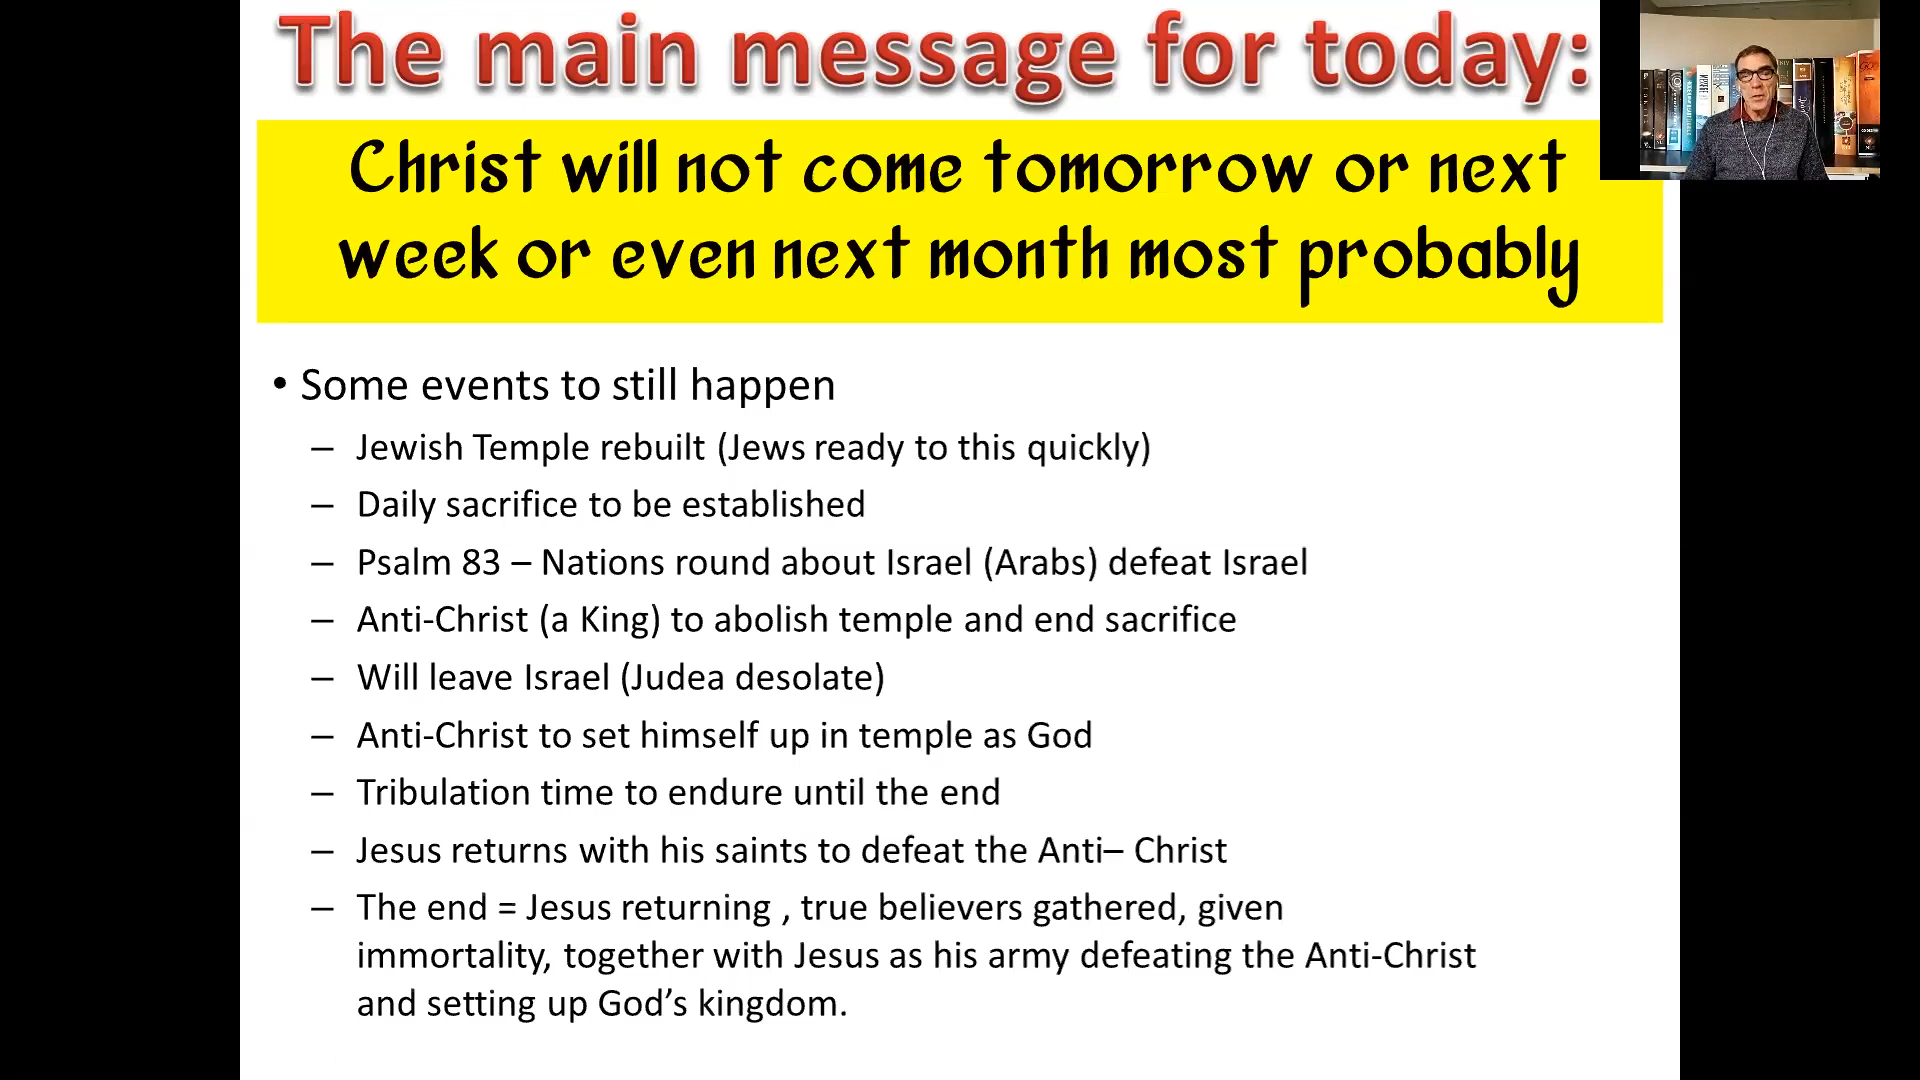 The main message for today:
Christ will not come tomorrow or next
week or even next month most probably
• Some events to still happen
– Jewish Temple rebuilt (Jews ready to this quickly)
– Daily sacrifice to be established
– Psalm 83 – Nations round about Israel (Arabs) defeat Israel
– Anti-Christ (a King) to abolish temple and end sacrifice
– Will leave Israel (Judea desolate)
– Anti-Christ to set himself up in temple as God
– Tribulation time to endure until the end
– Jesus returns with his saints to defeat the Anti– Christ
– The end = Jesus returning , true believers gathered, given
immortality, together with Jesus as his army defeating the Anti-Christ
and setting up God’s kingdom.